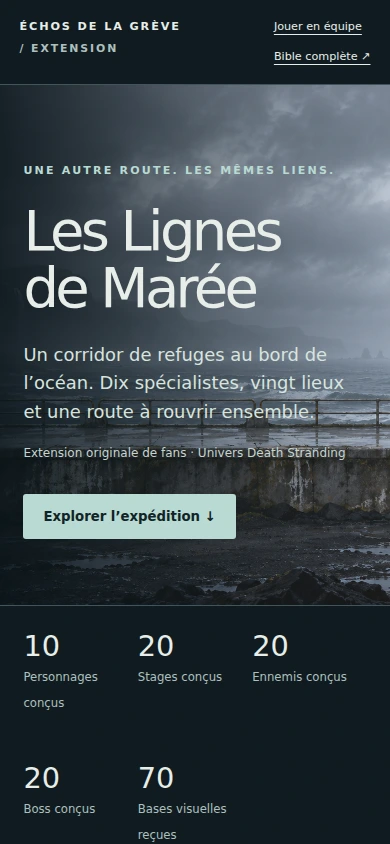 ÉCHOS DE LA GRÈVE
/ EXTENSION
Jouer en équipe
Bible complète ↗
UNE AUTRE ROUTE. LES MÊMES LIENS.
Les Lignes
de Marée
Un corridor de refuges au bord de
l’océan. Dix spécialistes, vingt lieux
et une route à rouvrir ensemble.
Extension originale de fans · Univers Death Stranding
Explorer l’expédition ↓
10
Personnages
conçus
20
Stages conçus
20
Ennemis conçus
20
Boss conçus
70
Bases visuelles
reçues